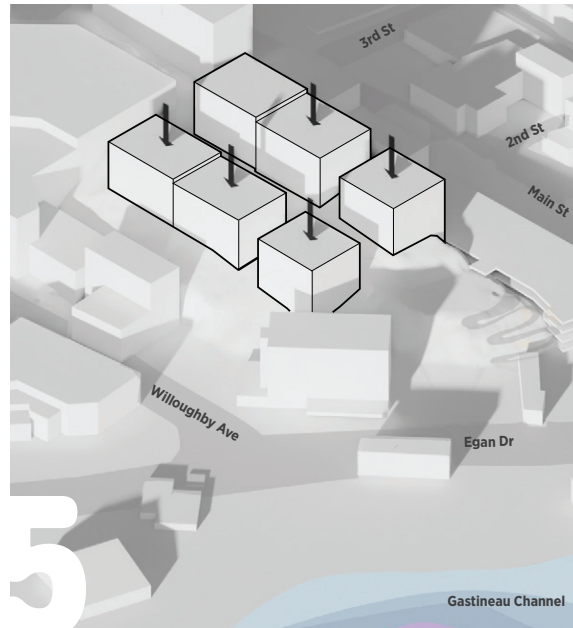 3rd St
2nd St
Main St
Willoughby Ave
Egan Dr
5
Gastineau Channel